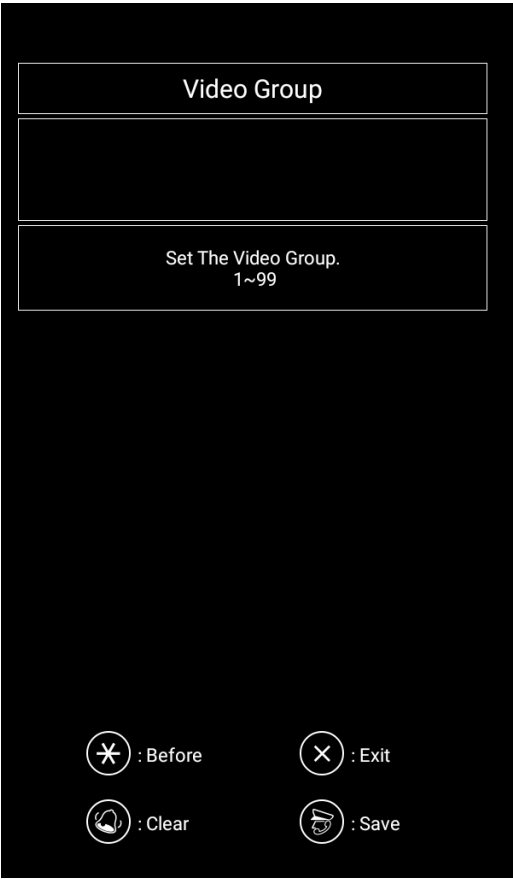 Video Group
Set The Video Group.
1~99
: Before
: Exit
: Clear
: Save